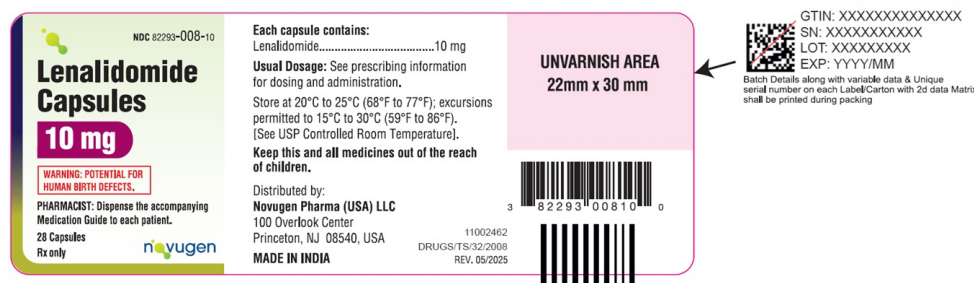 NDC 82293-008-10
Lenalidomide
Capsules
10 mg
WARNING: POTENTIAL FOR
HUMAN BIRTH DEFECTS.
PHARMACIST: Dispense the accompanying
Medication Guide to each patient.
28 Capsules
Rx only
novugen
Each capsule contains:
Lenalidomide.....................................10 mg
Usual Dosage: See prescribing information
for dosing and administration.
Store at 20°C to 25°C (68°F to 77°F); excursions
permitted to 15°C to 30°C (59°F to 86°F).
[See USP Controlled Room Temperature].
Keep this and all medicines out of the reach
of children.
Distributed by:
Novugen Pharma (USA) LLC
100 Overlook Center
Princeton, NJ 08540, USA
MADE IN INDIA
11002462
DRUGS/TS/32/2008
REV. 05/2025
UNVARNISH AREA
22mm x 30 mm
3 82293 00810 0
GTIN: XXXXXXXXXXXXXX
SN: XXXXXXXXXXX
LOT: XXXXXXXXX
EXP: YYYY/MM
Batch Details along with variable data & Unique
serial number on each Label/Carton with 2d data Matrix
shall be printed during packing